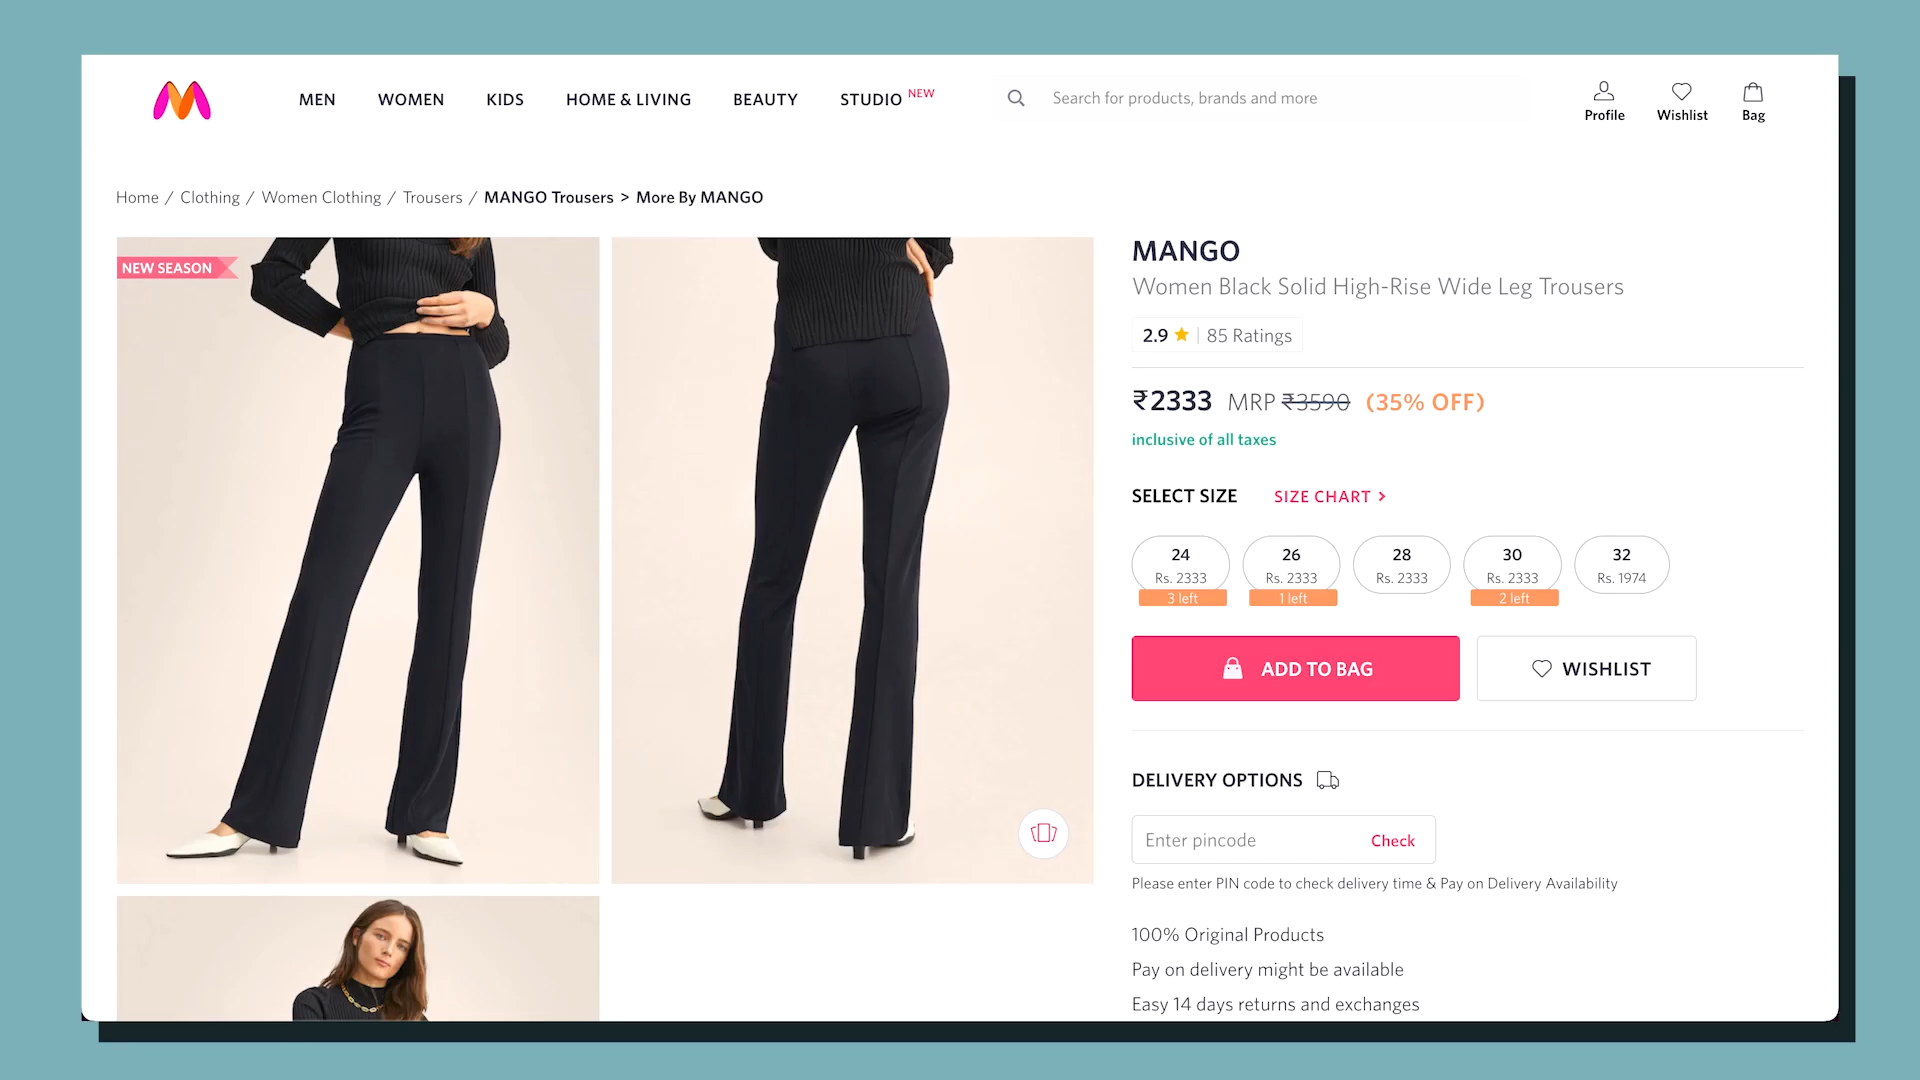 MEN WOMEN KIDS HOME & LIVING BEAUTY STUDIO NEW Search for products, brands and more Profile Wishlist Bag
Home / Clothing / Women Clothing / Trousers / MANGO Trousers > More By MANGO
NEW SEASON
MANGO
Women Black Solid High-Rise Wide Leg Trousers
2.9 | 85 Ratings
₹2333 MRP ₹3590 (35% OFF)
inclusive of all taxes
SELECT SIZE SIZE CHART >
24 26 28 30 32
Rs. 2333 Rs. 2333 Rs. 2333 Rs. 2333 Rs. 1974
3 left 1 left 2 left
ADD TO BAG WISHLIST
DELIVERY OPTIONS
Enter pincode Check
Please enter PIN code to check delivery time & Pay on Delivery Availability
100% Original Products
Pay on delivery might be available
Easy 14 days returns and exchanges